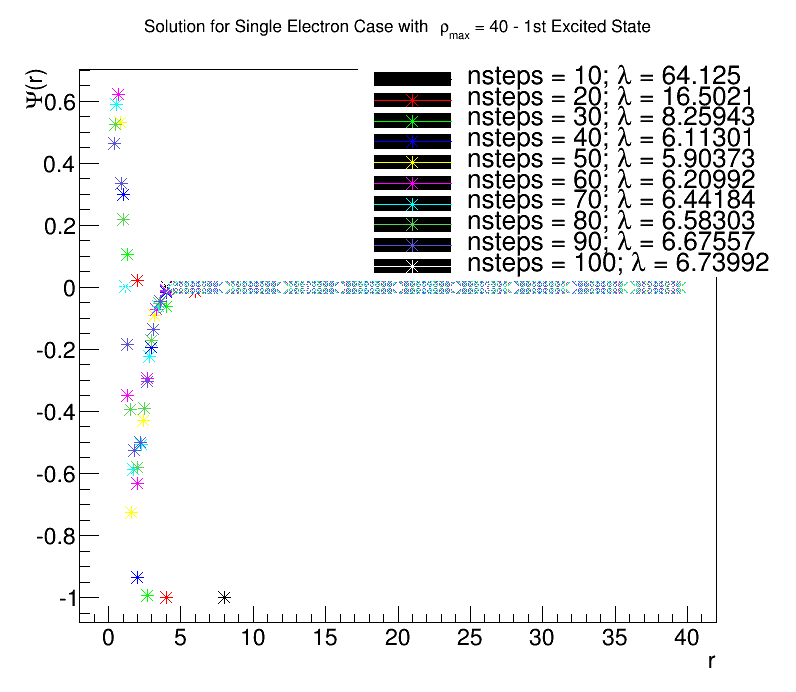 Solution for Single Electron Case with ρmax = 40 - 1st Excited State
Ψ(r)
nsteps = 10; λ = 64.125
nsteps = 20; λ = 16.5021
nsteps = 30; λ = 8.25943
nsteps = 40; λ = 6.11301
nsteps = 50; λ = 5.90373
nsteps = 60; λ = 6.20992
nsteps = 70; λ = 6.44184
nsteps = 80; λ = 6.58303
nsteps = 90; λ = 6.67557
nsteps = 100; λ = 6.73992
0.6
0.4
0.2
0
-0.2
-0.4
-0.6
-0.8
-1
0 5 10 15 20 25 30 35 40
r